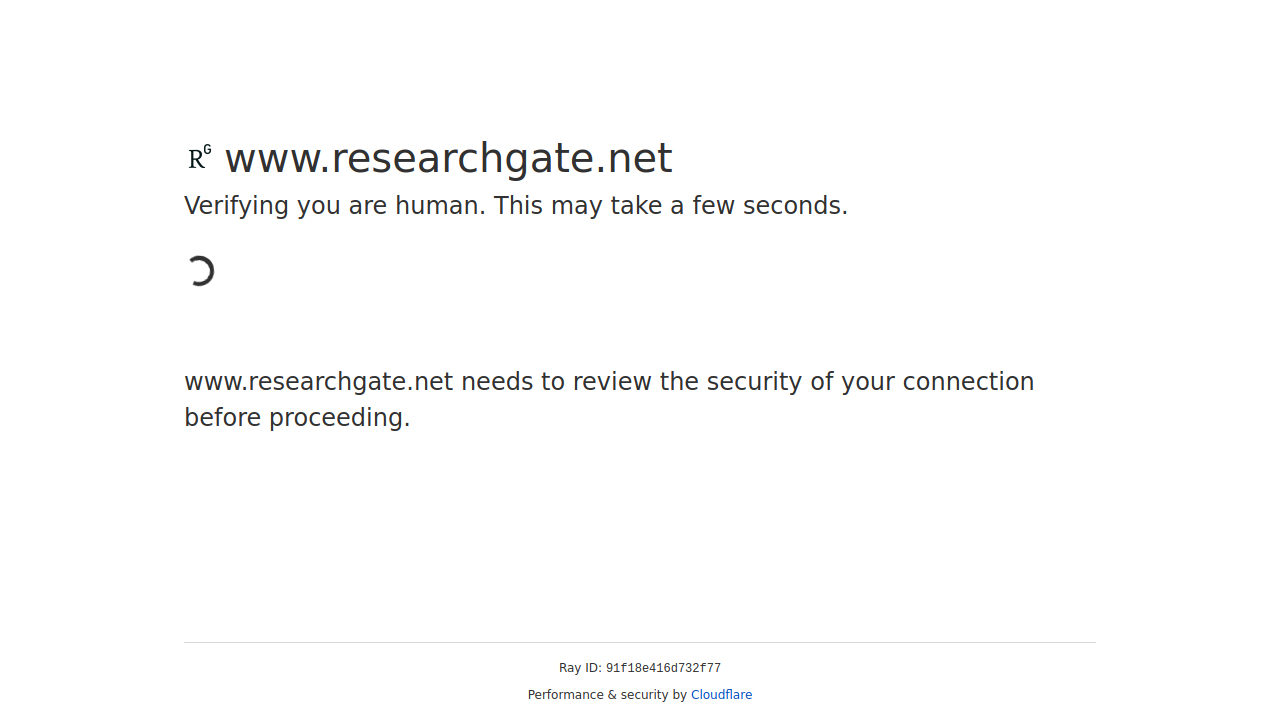 RG www.researchgate.net
Verifying you are human. This may take a few seconds.
www.researchgate.net needs to review the security of your connection
before proceeding.
Ray ID: 91f18e416d732f77
Performance & security by Cloudflare